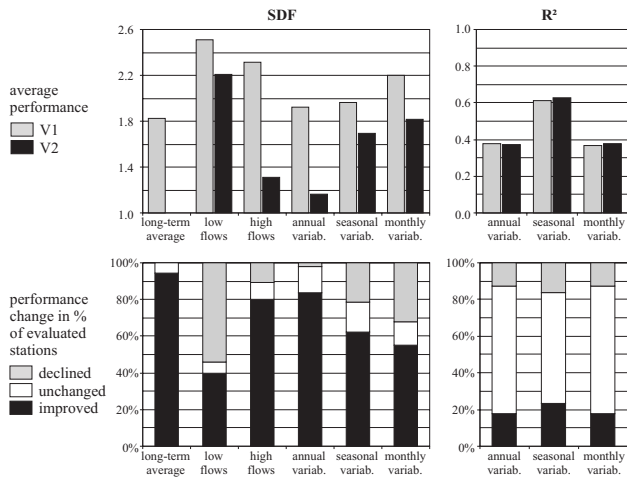 SDF
R²
average
performance
V1
V2
2.6
2.2
1.8
1.4
1.0
long-term
average
low
flows
high
flows
annual
variab.
seasonal
variab.
monthly
variab.
1.0
0.8
0.6
0.4
0.2
0.0
annual
variab.
seasonal
variab.
monthly
variab.
performance
change in %
of evaluated
stations
declined
unchanged
improved
100%
80%
60%
40%
20%
0%
long-term
average
low
flows
high
flows
annual
variab.
seasonal
variab.
monthly
variab.
100%
80%
60%
40%
20%
0%
annual
variab.
seasonal
variab.
monthly
variab.